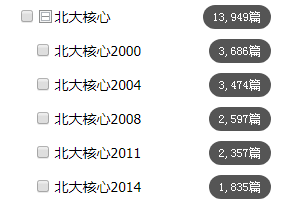 北大核心 13,949篇
北大核心2000 3,686篇
北大核心2004 3,474篇
北大核心2008 2,597篇
北大核心2011 2,357篇
北大核心2014 1,835篇